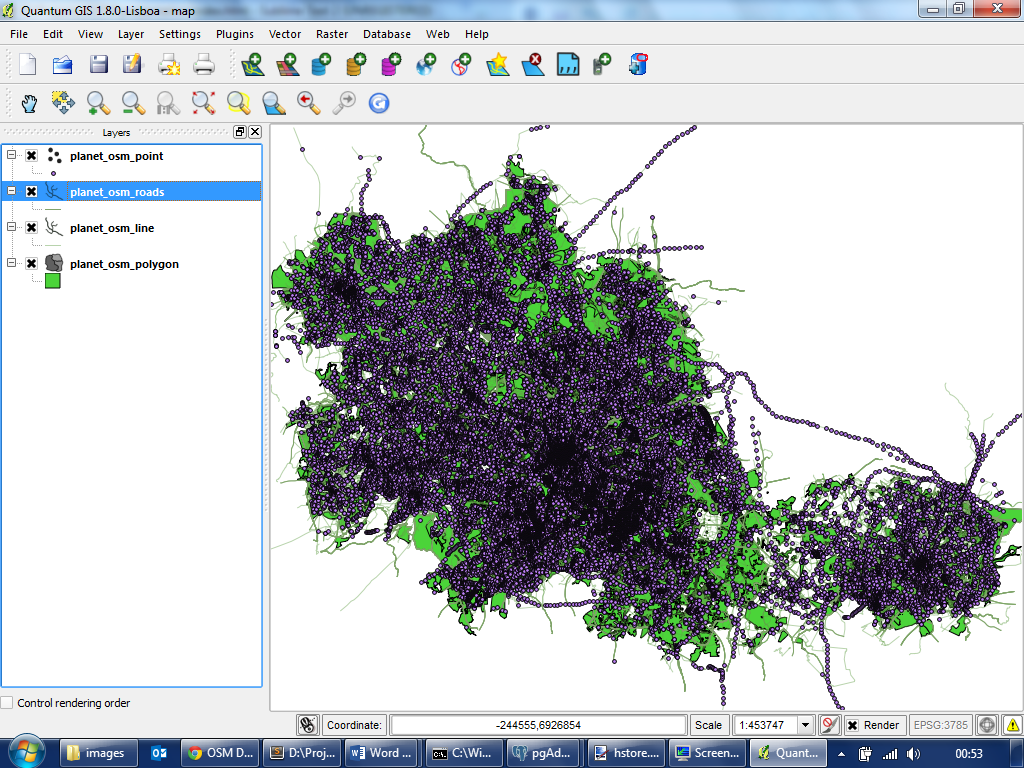 Quantum GIS 1.8.0-Lisboa - map
File Edit View Layer Settings Plugins Vector Raster Database Web Help
Layers
planet_osm_point
planet_osm_roads
planet_osm_line
planet_osm_polygon
Control rendering order
Coordinate: -244555,6926854 Scale 1:453747 Render EPSG:3785
images OSM D... D:\Proj... Word ... C:\Wi... pgAd... hstore.... Screen... Quant... 00:53